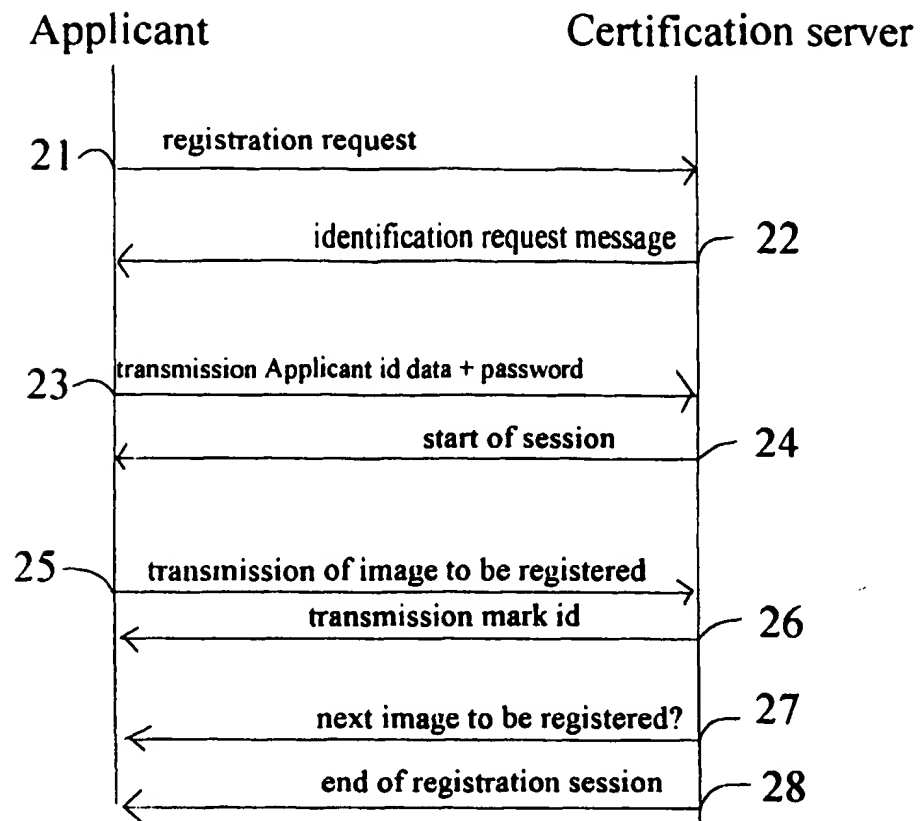 Applicant
Certification server
registration request
21
identification request message
22
transmission Applicant id data + password
23
start of session
24
25
transmission of image to be registered
transmission mark id
26
next image to be registered?
27
end of registration session
28